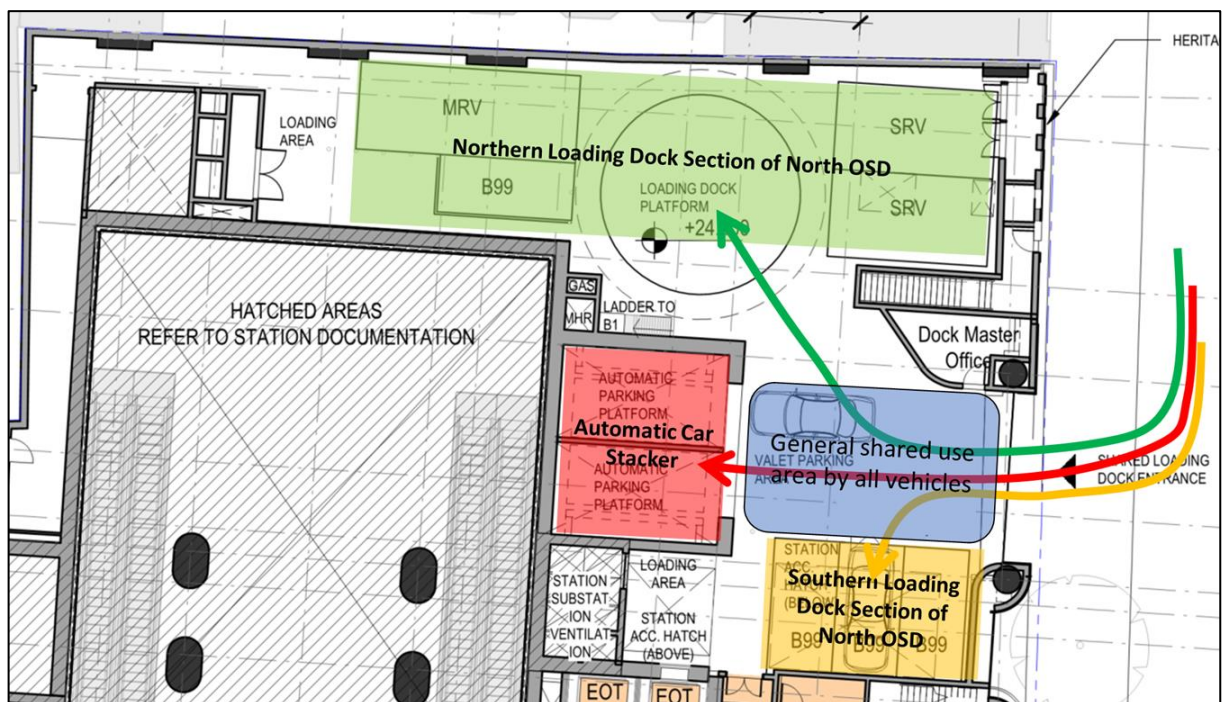 HERITA
MRV
SRV
LOADING
AREA
Northern Loading Dock Section of North OSD
B99
LOADING DOCK
PLATFORM
SRV
GAS
MHR
LADDER TO
B1
HATCHED AREAS
REFER TO STATION DOCUMENTATION
Dock Master
Office
AUTOMATIC
PARKING
PLATFORM
Automatic Car
Stacker
AUTOMATIC
PARKING
PLATFORM
General shared use
area by all vehicles
VALET PARKING
SHARED LOADING
DOCK ENTRANCE
STATION
SUBSTAT
ION
VENTILAT
ION
LOADING
AREA
STATION
ACC. HATCH
(ABOVE)
STATION
ACC.
HATCH
(BELOW)
Southern Loading
Dock Section of
North OSD
B99 B99 B99
EOT EOT